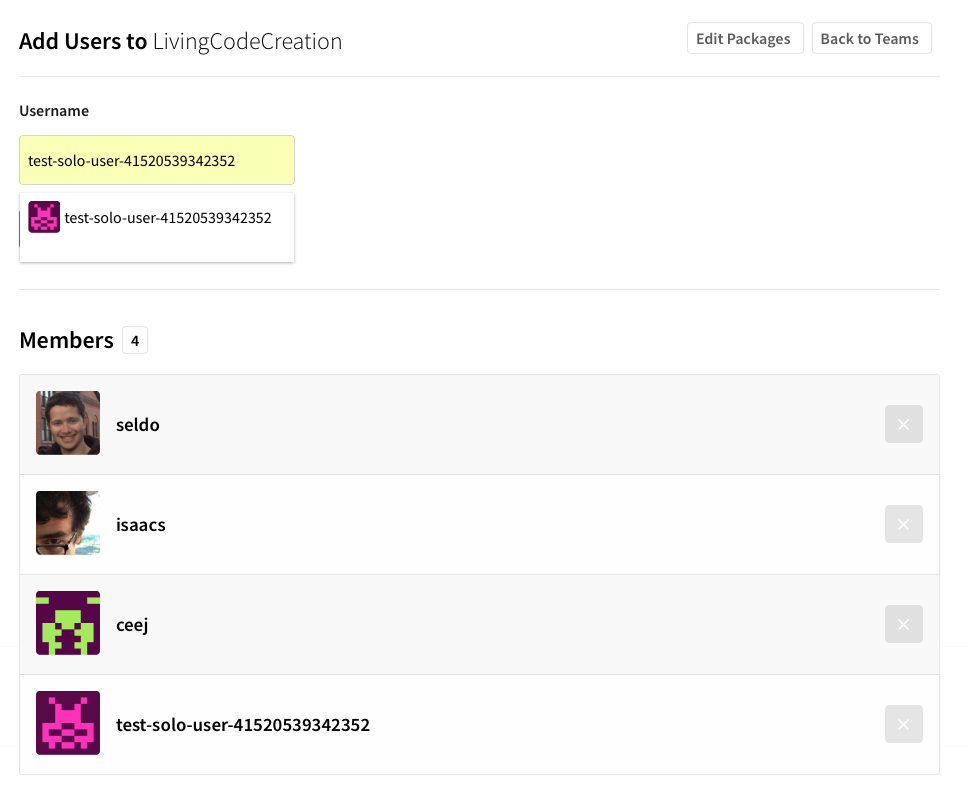 Add Users to LivingCodeCreation
Edit Packages
Back to Teams
Username
test-solo-user-41520539342352
test-solo-user-41520539342352
Members 4
seldo
isaacs
ceej
test-solo-user-41520539342352